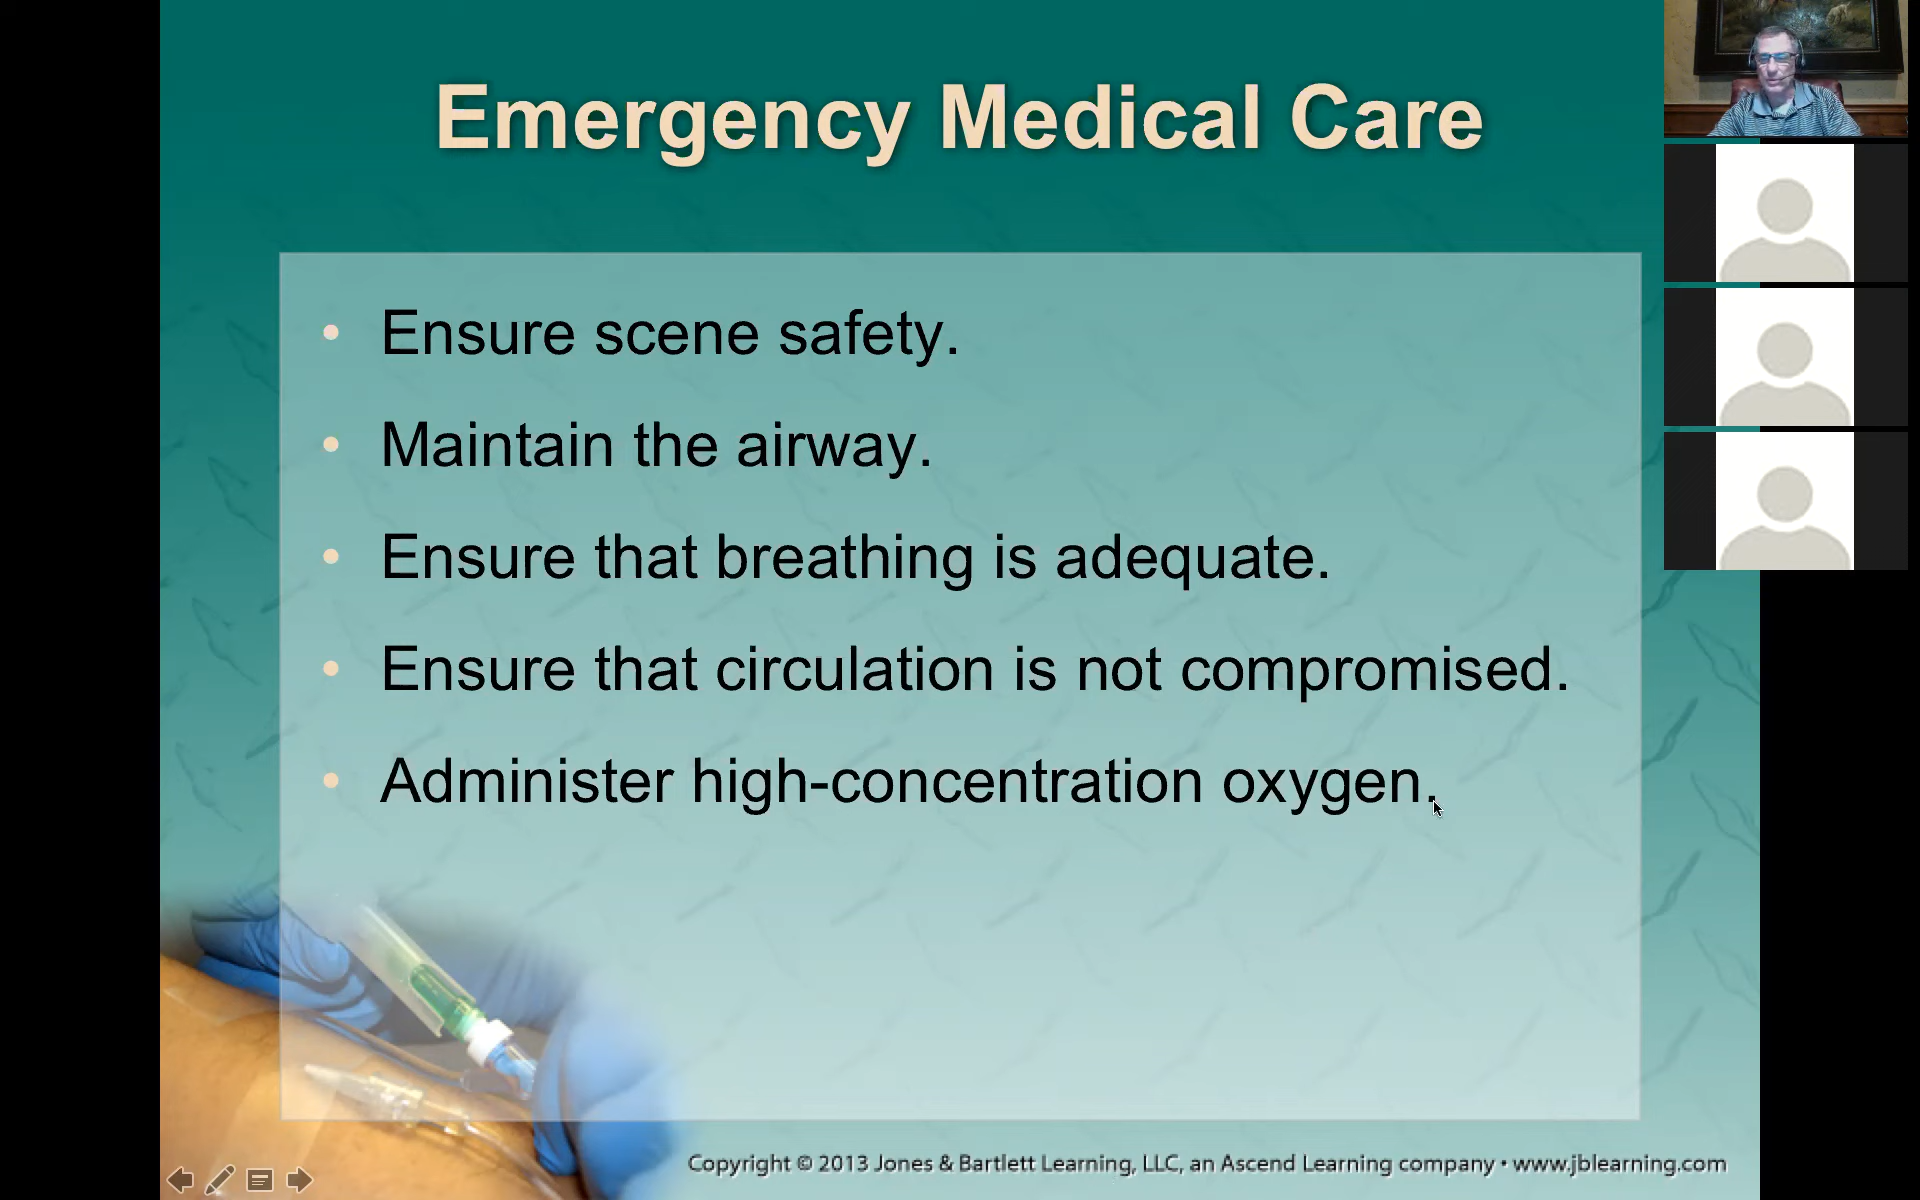 Emergency Medical Care
• Ensure scene safety.
• Maintain the airway.
• Ensure that breathing is adequate.
• Ensure that circulation is not compromised.
• Administer high-concentration oxygen.
Copyright © 2013 Jones & Bartlett Learning, LLC, an Ascend Learning company • www.jblearning.com